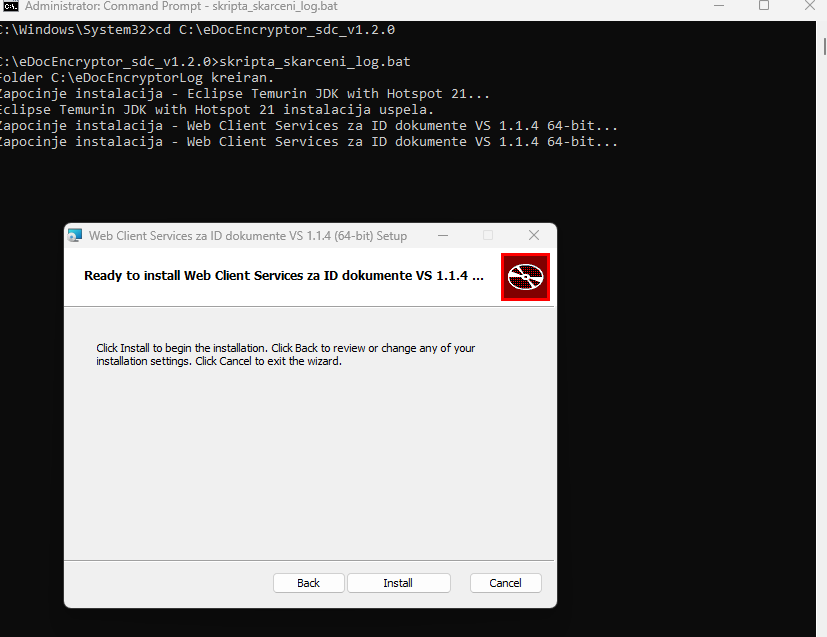 Administrator: Command Prompt - skripta_skarceni_log.bat
C:\Windows\System32>cd C:\eDocEncryptor_sdc_v1.2.0
C:\eDocEncryptor_sdc_v1.2.0>skripta_skarceni_log.bat
Folder C:\eDocEncryptorLog kreiran.
Zapocinje instalacija - Eclipse Temurin JDK with Hotspot 21...
Eclipse Temurin JDK with Hotspot 21 instalacija uspela.
Zapocinje instalacija - Web Client Services za ID dokumente VS 1.1.4 64-bit...
Zapocinje instalacija - Web Client Services za ID dokumente VS 1.1.4 64-bit...
Web Client Services za ID dokumente VS 1.1.4 (64-bit) Setup
Ready to install Web Client Services za ID dokumente VS 1.1.4 ...
Click Install to begin the installation. Click Back to review or change any of your
installation settings. Click Cancel to exit the wizard.
Back Install Cancel